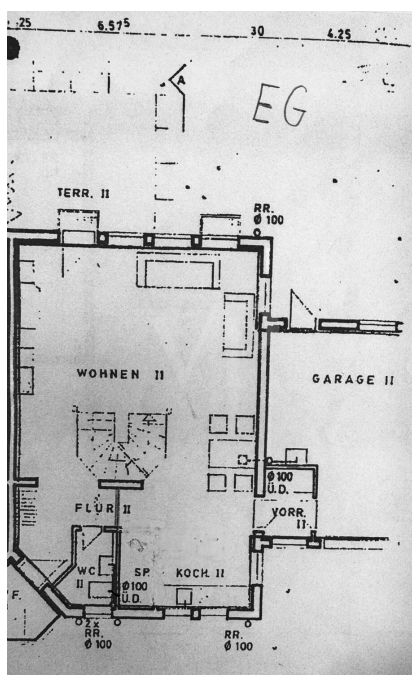 .25 6.57⁵ 30 4.25
A
EG
TERR. II
RR.
Ø 100
WOHNEN II
GARAGE II
Ø 100
Ü.D.
VORR.
II
FLUR II
WC
II
SP.
KOCH. II
Ø 100
Ü.D.
F.
2x
RR.
Ø 100
RR.
Ø 100